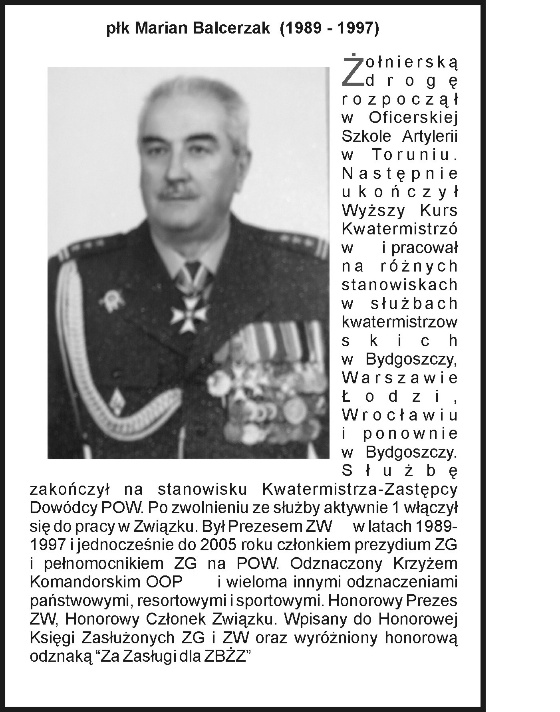 płk Marian Balcerzak (1989 - 1997)
Żołnierską
drogę
rozpoczął
w Oficerskiej
Szkole Artylerii
w Toruniu.
Następnie
ukończył
Wyższy Kurs
Kwatermistrzó
w i pracował
na różnych
stanowiskach
w służbach
kwatermistrzow
skich
w Bydgoszczy,
Warszawie
Łodzi,
Wrocławiu
i ponownie
w Bydgoszczy.
Służbę
zakończył na stanowisku Kwatermistrza-Zastępcy
Dowódcy POW. Po zwolnieniu ze służby aktywnie 1 włączył
się do pracy w Związku. Był Prezesem ZW w latach 1989-
1997 i jednocześnie do 2005 roku członkiem prezydium ZG
i pełnomocnikiem ZG na POW. Odznaczony Krzyżem
Komandorskim OOP i wieloma innymi odznaczeniami
państwowymi, resortowymi i sportowymi. Honorowy Prezes
ZW, Honorowy Członek Związku. Wpisany do Honorowej
Księgi Zasłużonych ZG i ZW oraz wyróżniony honorową
odznaką “Za Zasługi dla ZBŻZ”